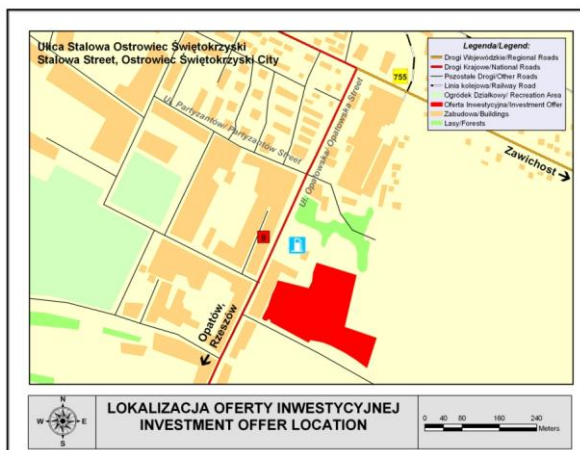 Ulica Stalowa Ostrowiec Świętokrzyski
Stalowa Street, Ostrowiec Świętokrzyski City
Legenda/Legend:
Drogi Wojewódzkie/Regional Roads
Drogi Krajowe/National Roads
Pozostałe Drogi/Other Roads
Linia kolejowa/Railway Road
Ogródek Działkowy/ Recreation Area
Oferta Inwestycyjna/Investment Offer
Zabudowa/Buildings
Lasy/Forests
755
Ul. Partyzantów/ Partyzantów Street
Ul. Opatowska/ Opatowska Street
Zawichost
Opatów,
Rzeszów
N
W E
S
LOKALIZACJA OFERTY INWESTYCYJNEJ
INVESTMENT OFFER LOCATION
0 40 80 160 240
Meters